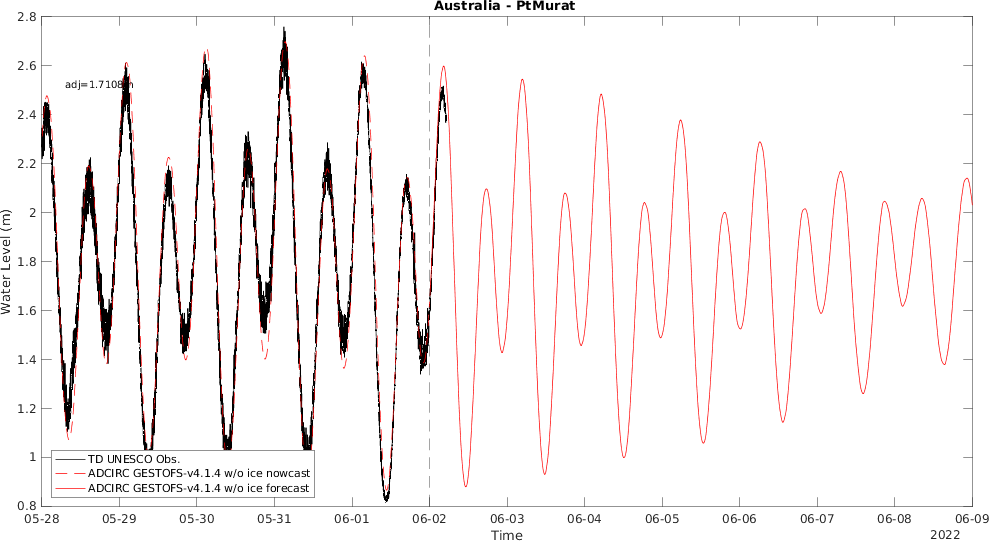 Australia - PtMurat
2.8
2.6
adj=1.7108m
2.4
2.2
2
1.8
1.6
1.4
1.2
1
0.8
Water Level (m)
TD UNESCO Obs.
ADCIRC GESTOFS-v4.1.4 w/o ice nowcast
ADCIRC GESTOFS-v4.1.4 w/o ice forecast
05-28 05-29 05-30 05-31 06-01 06-02 06-03 06-04 06-05 06-06 06-07 06-08 06-09
Time
2022